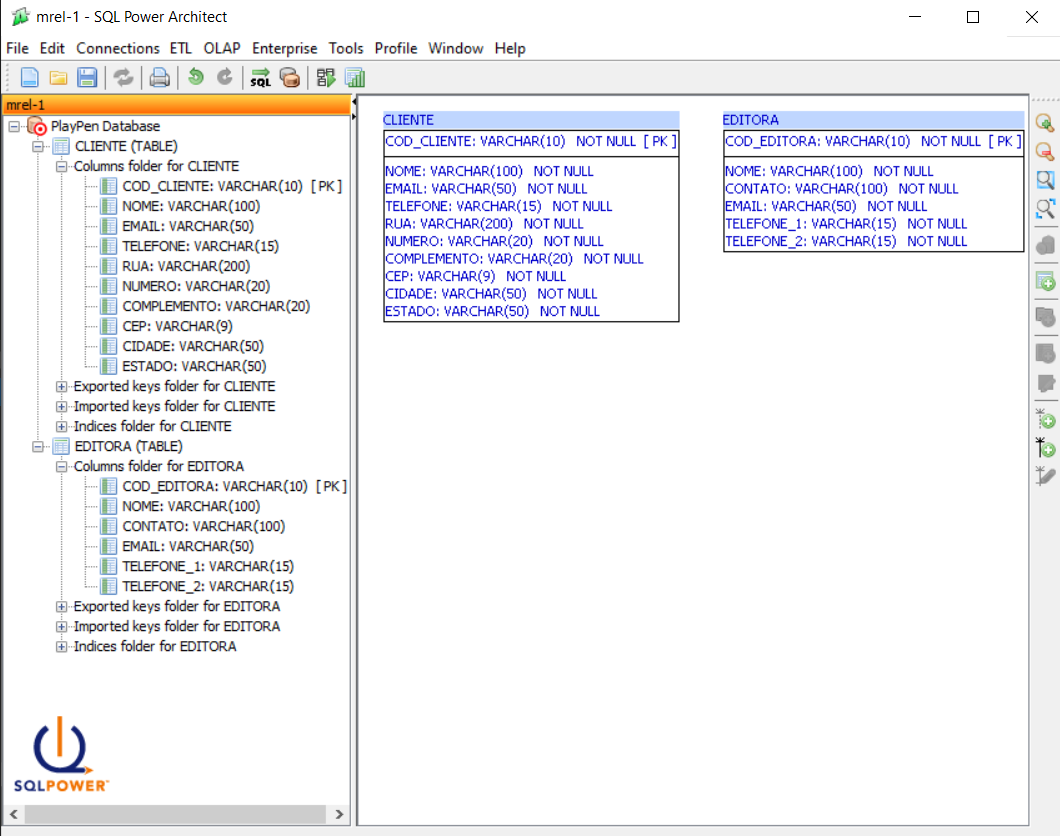 mrel-1 - SQL Power Architect
File Edit Connections ETL OLAP Enterprise Tools Profile Window Help
SQL
mrel-1
PlayPen Database
CLIENTE (TABLE)
Columns folder for CLIENTE
COD_CLIENTE: VARCHAR(10) [ PK ]
NOME: VARCHAR(100)
EMAIL: VARCHAR(50)
TELEFONE: VARCHAR(15)
RUA: VARCHAR(200)
NUMERO: VARCHAR(20)
COMPLEMENTO: VARCHAR(20)
CEP: VARCHAR(9)
CIDADE: VARCHAR(50)
ESTADO: VARCHAR(50)
Exported keys folder for CLIENTE
Imported keys folder for CLIENTE
Indices folder for CLIENTE
EDITORA (TABLE)
Columns folder for EDITORA
COD_EDITORA: VARCHAR(10) [ PK ]
NOME: VARCHAR(100)
CONTATO: VARCHAR(100)
EMAIL: VARCHAR(50)
TELEFONE_1: VARCHAR(15)
TELEFONE_2: VARCHAR(15)
Exported keys folder for EDITORA
Imported keys folder for EDITORA
Indices folder for EDITORA
SQLPOWER
CLIENTE
COD_CLIENTE: VARCHAR(10) NOT NULL [ PK ]
NOME: VARCHAR(100) NOT NULL
EMAIL: VARCHAR(50) NOT NULL
TELEFONE: VARCHAR(15) NOT NULL
RUA: VARCHAR(200) NOT NULL
NUMERO: VARCHAR(20) NOT NULL
COMPLEMENTO: VARCHAR(20) NOT NULL
CEP: VARCHAR(9) NOT NULL
CIDADE: VARCHAR(50) NOT NULL
ESTADO: VARCHAR(50) NOT NULL
EDITORA
COD_EDITORA: VARCHAR(10) NOT NULL [ PK ]
NOME: VARCHAR(100) NOT NULL
CONTATO: VARCHAR(100) NOT NULL
EMAIL: VARCHAR(50) NOT NULL
TELEFONE_1: VARCHAR(15) NOT NULL
TELEFONE_2: VARCHAR(15) NOT NULL